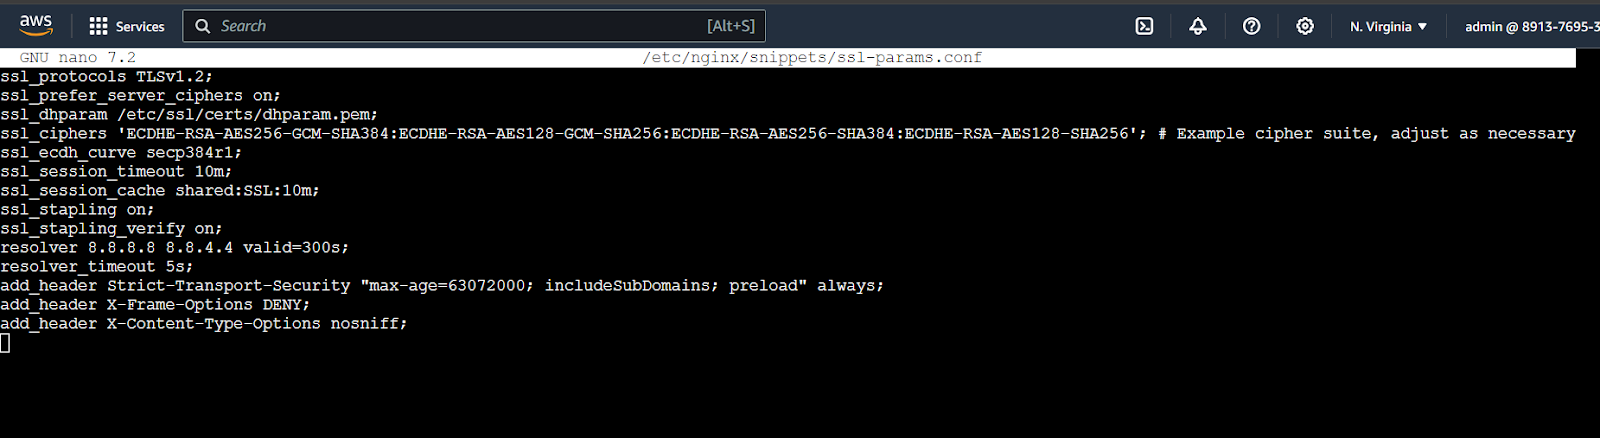 aws Services Search [Alt+S] N. Virginia admin @ 8913-7695-3
GNU nano 7.2 /etc/nginx/snippets/ssl-params.conf
ssl_protocols TLSv1.2;
ssl_prefer_server_ciphers on;
ssl_dhparam /etc/ssl/certs/dhparam.pem;
ssl_ciphers 'ECDHE-RSA-AES256-GCM-SHA384:ECDHE-RSA-AES128-GCM-SHA256:ECDHE-RSA-AES256-SHA384:ECDHE-RSA-AES128-SHA256'; # Example cipher suite, adjust as necessary
ssl_ecdh_curve secp384r1;
ssl_session_timeout 10m;
ssl_session_cache shared:SSL:10m;
ssl_stapling on;
ssl_stapling_verify on;
resolver 8.8.8.8 8.8.4.4 valid=300s;
resolver_timeout 5s;
add_header Strict-Transport-Security "max-age=63072000; includeSubDomains; preload" always;
add_header X-Frame-Options DENY;
add_header X-Content-Type-Options nosniff;